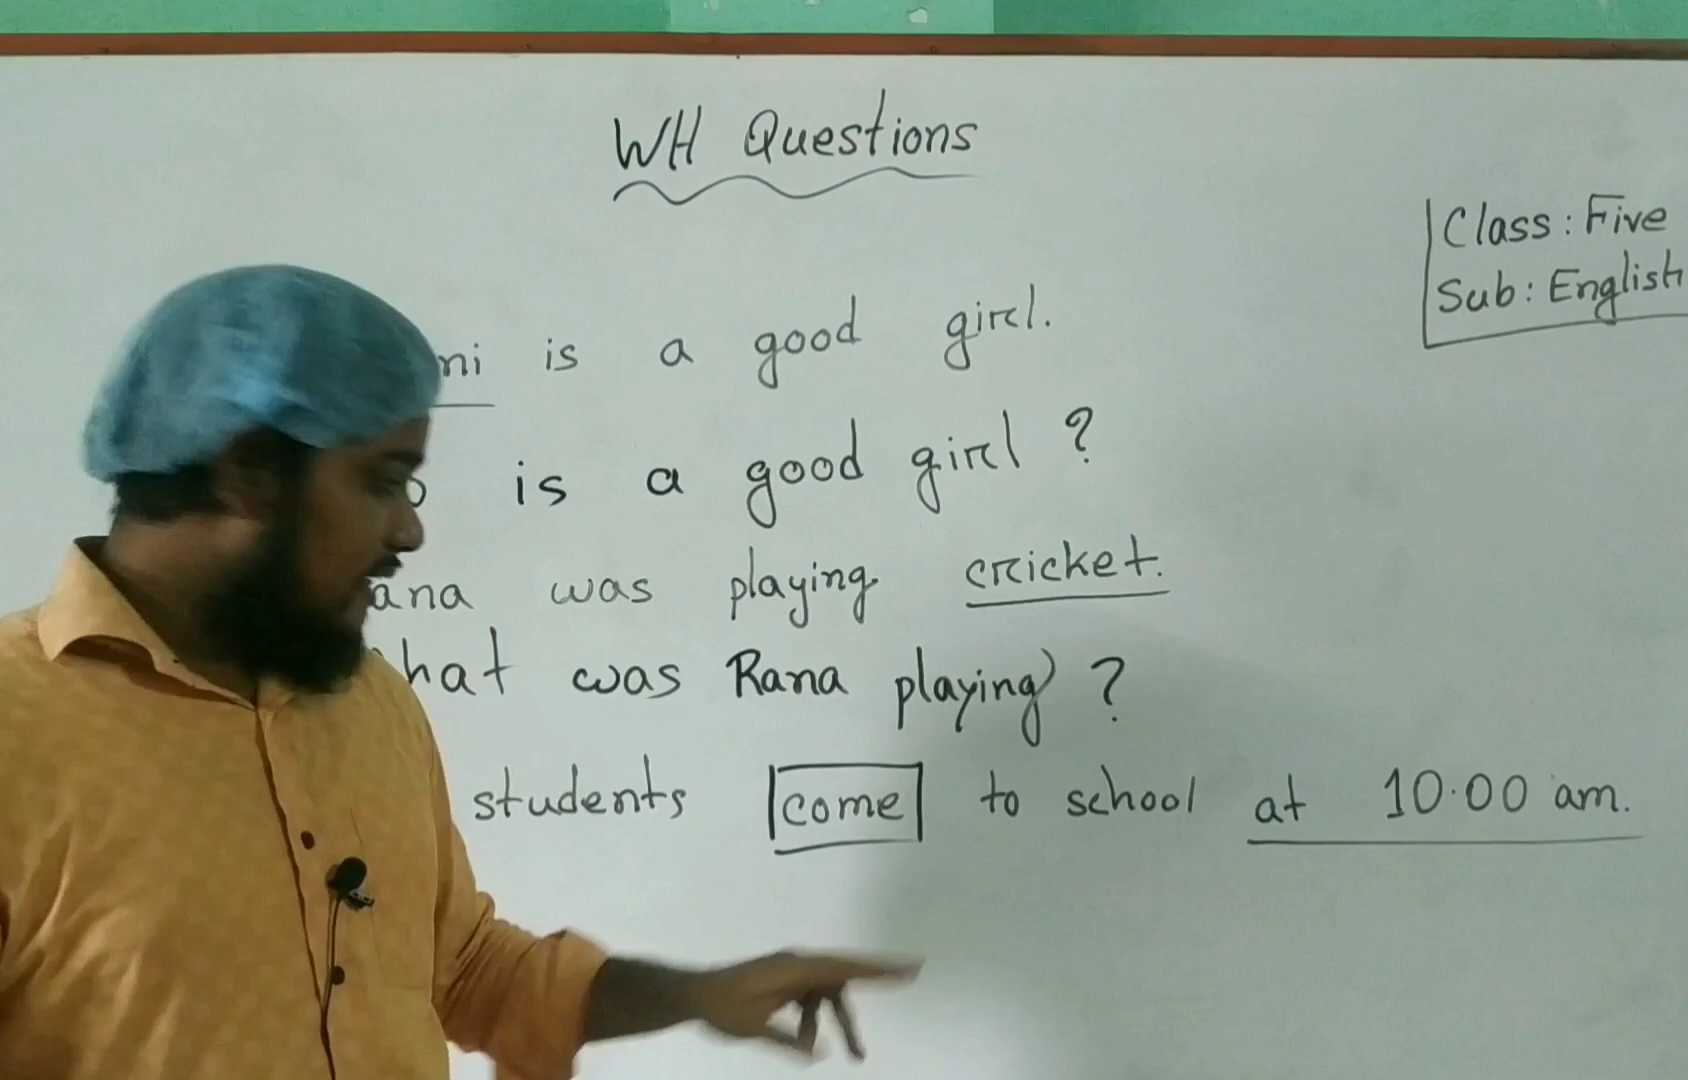 WH Questions
Class: Five
Sub: English
is a good girl.
is a good girl ?
was playing cricket.
was Rana playing ?
students come to school at 10.00 am.